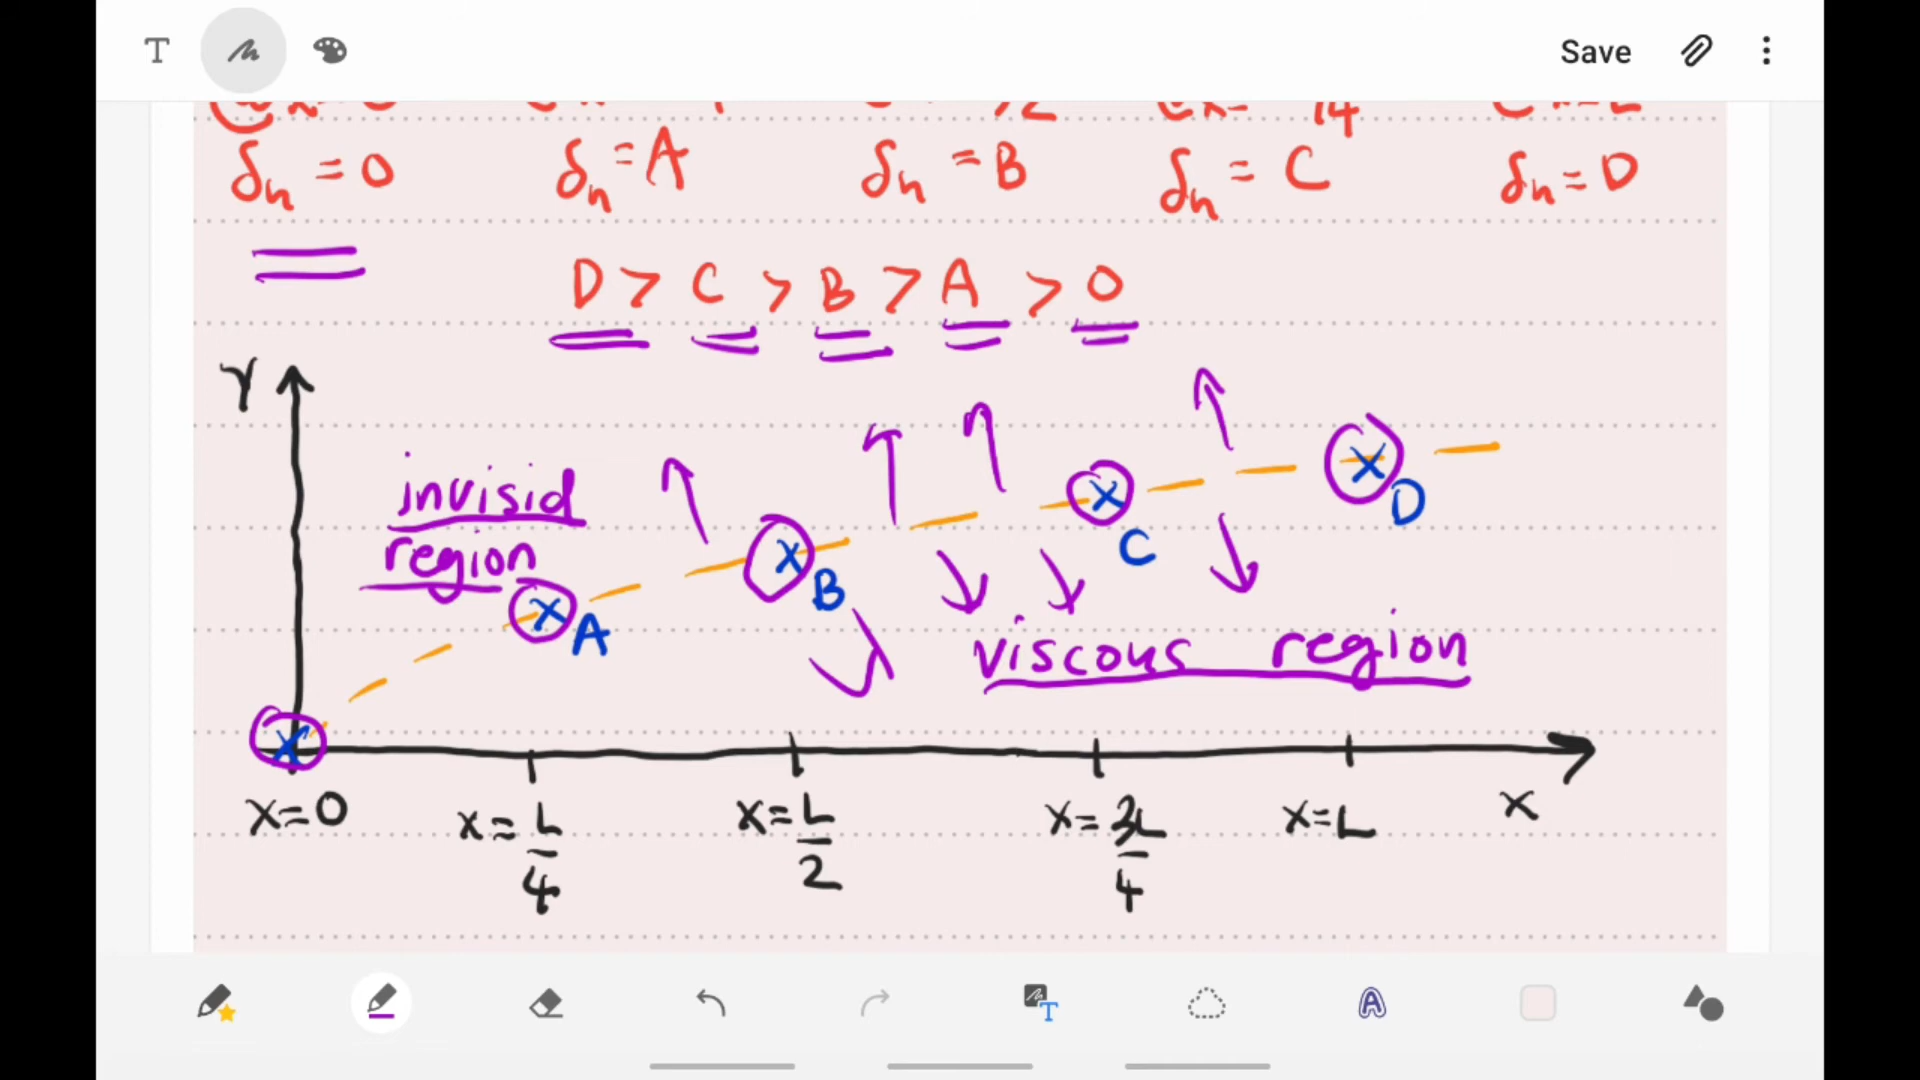 T
Save
δn = 0
δn = A
δn = B
δn = C
δn = D
D > C > B > A > 0
Y
invisid
region
A
B
C
D
viscous region
x=0
x= L/4
x= L/2
x= 3L/4
x=L
x